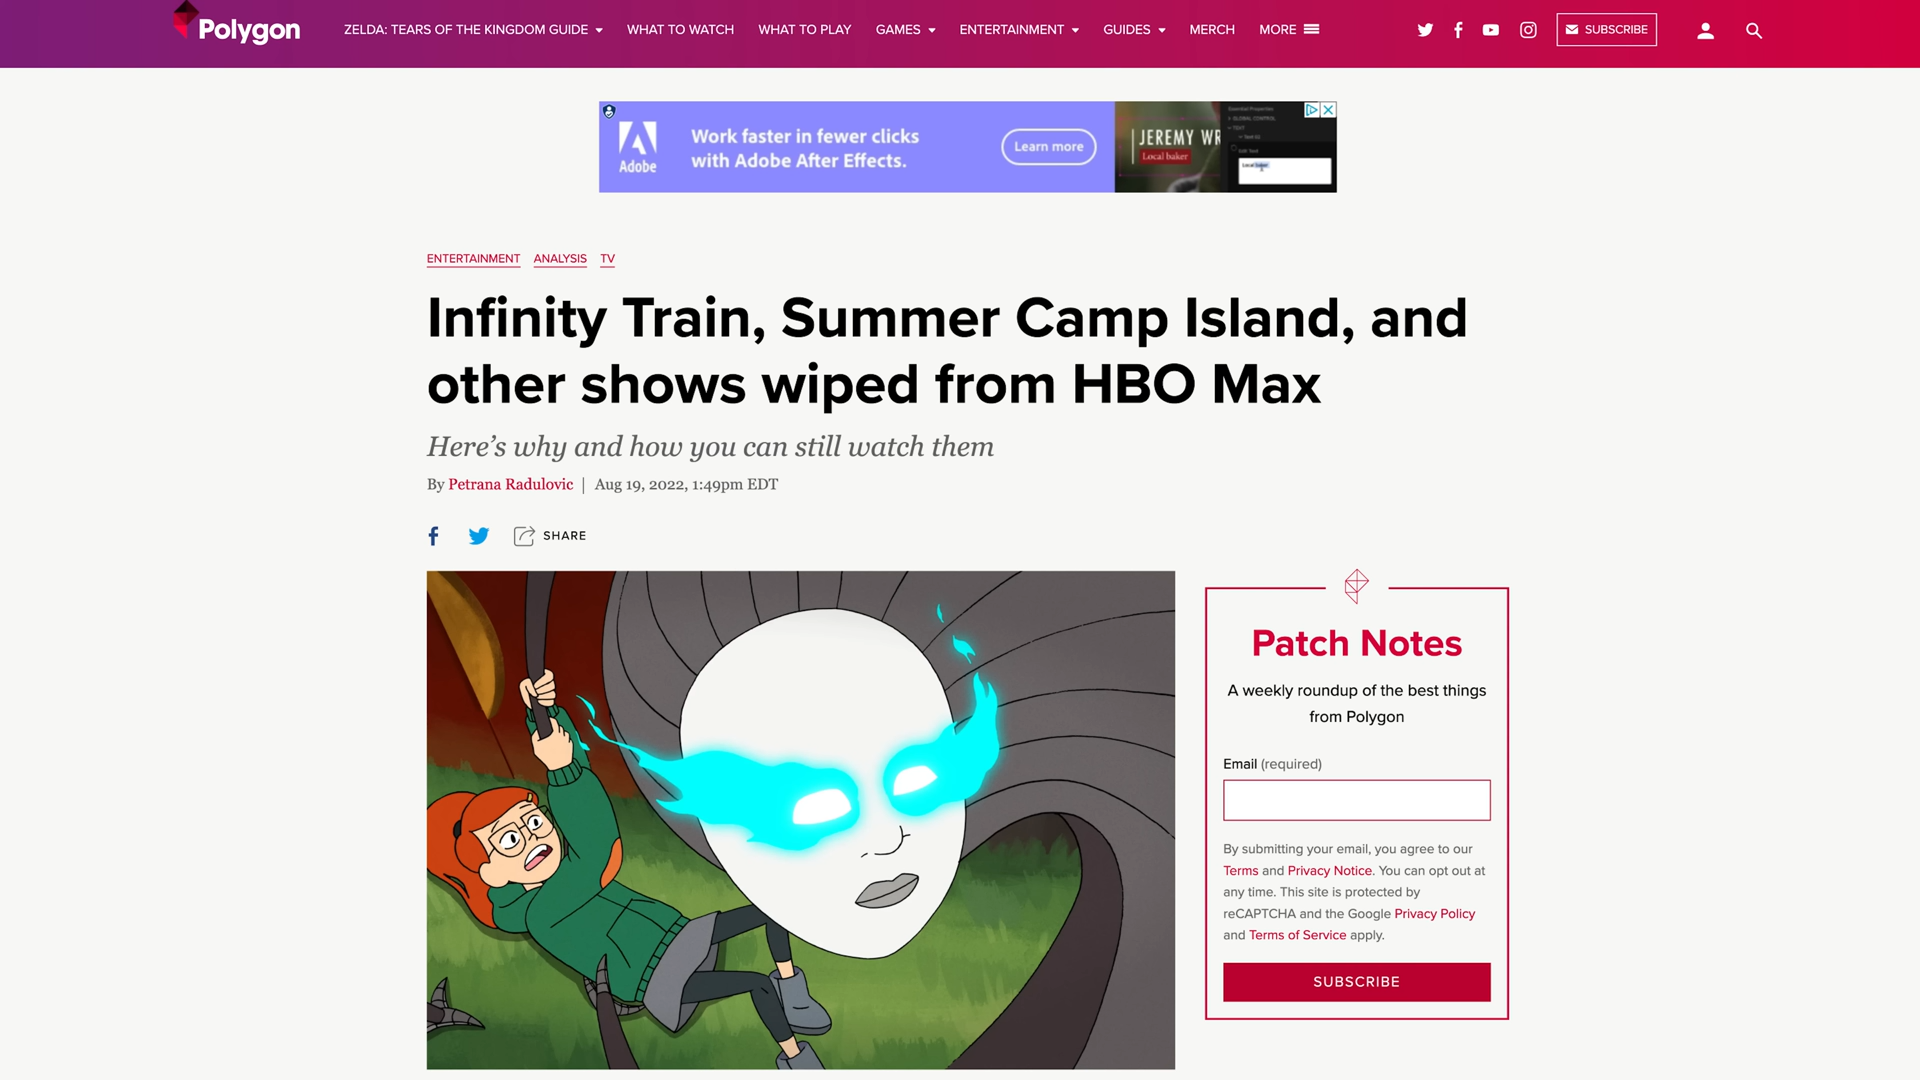 Polygon
ZELDA: TEARS OF THE KINGDOM GUIDE
WHAT TO WATCH
WHAT TO PLAY
GAMES
ENTERTAINMENT
GUIDES
MERCH
MORE
SUBSCRIBE
Adobe
Work faster in fewer clicks
with Adobe After Effects.
Learn more
JEREMY WR
Local baker
ENTERTAINMENT ANALYSIS TV
Infinity Train, Summer Camp Island, and
other shows wiped from HBO Max
Here's why and how you can still watch them
By Petrana Radulovic | Aug 19, 2022, 1:49pm EDT
SHARE
Patch Notes
A weekly roundup of the best things
from Polygon
Email (required)
By submitting your email, you agree to our
Terms and Privacy Notice. You can opt out at
any time. This site is protected by
reCAPTCHA and the Google Privacy Policy
and Terms of Service apply.
SUBSCRIBE